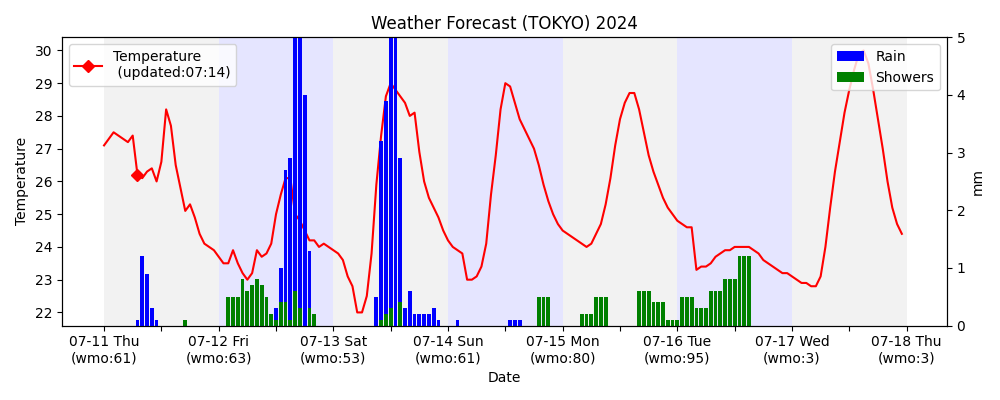 Weather Forecast (TOKYO) 2024
Temperature
(updated:07:14)
Rain
Showers
30
29
28
27
26
25
24
23
22
Temperature
5
4
3
2
1
0
mm
07-11 Thu
(wmo:61)
07-12 Fri
(wmo:63)
07-13 Sat
(wmo:53)
07-14 Sun
(wmo:61)
07-15 Mon
(wmo:80)
07-16 Tue
(wmo:95)
07-17 Wed
(wmo:3)
07-18 Thu
(wmo:3)
Date